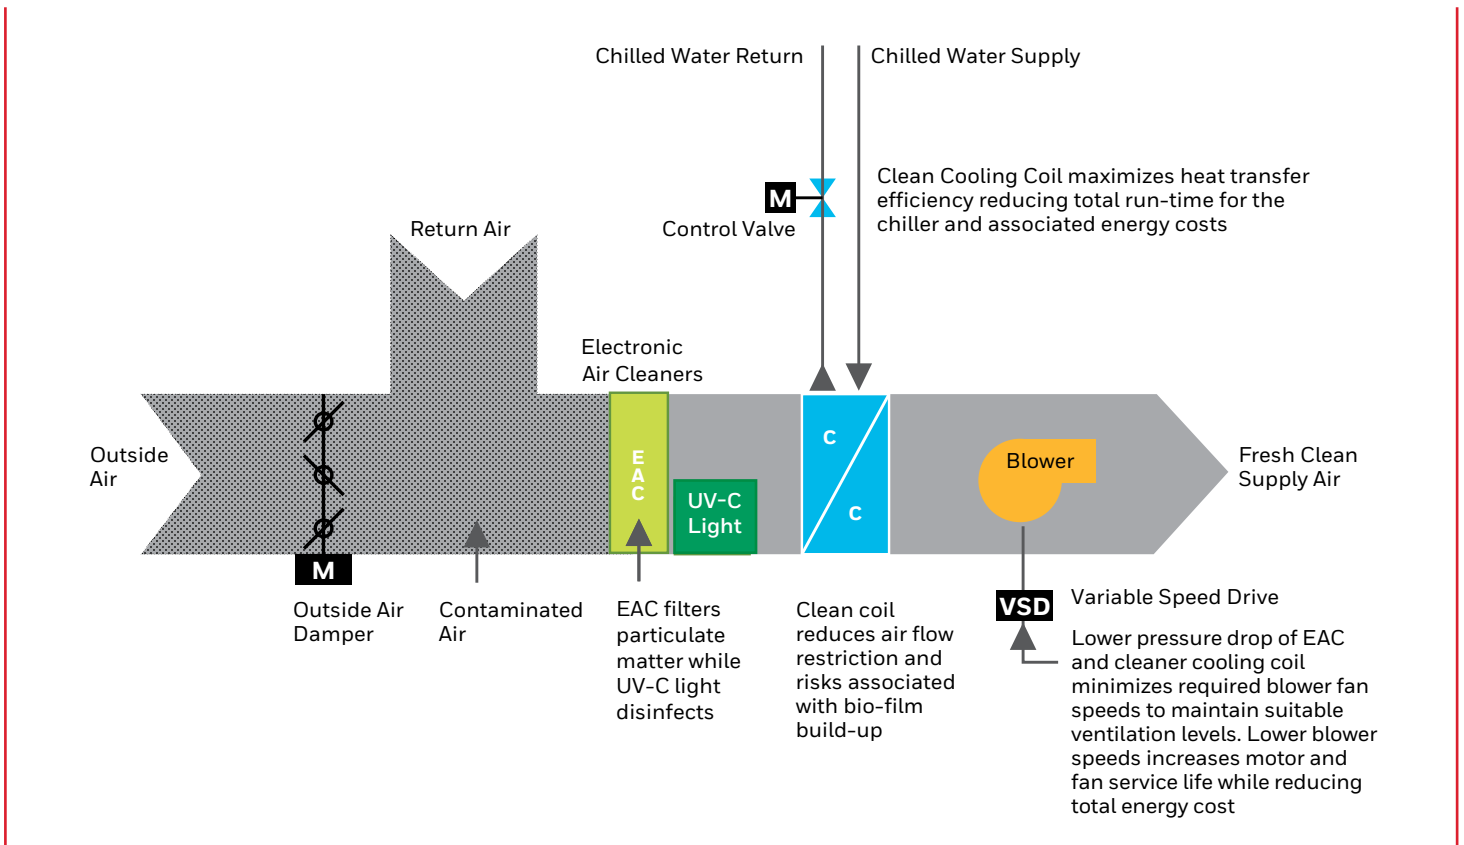 Chilled Water Return
Chilled Water Supply
Clean Cooling Coil maximizes heat transfer
efficiency reducing total run-time for the
chiller and associated energy costs
M
Control Valve
Return Air
Electronic
Air Cleaners
Outside
Air
E
A
C
UV-C
Light
C
C
Blower
Fresh Clean
Supply Air
M
Outside Air
Damper
Contaminated
Air
EAC filters
particulate
matter while
UV-C light
disinfects
Clean coil
reduces air flow
restriction and
risks associated
with bio-film
build-up
VSD
Variable Speed Drive
Lower pressure drop of EAC
and cleaner cooling coil
minimizes required blower fan
speeds to maintain suitable
ventilation levels. Lower blower
speeds increases motor and
fan service life while reducing
total energy cost